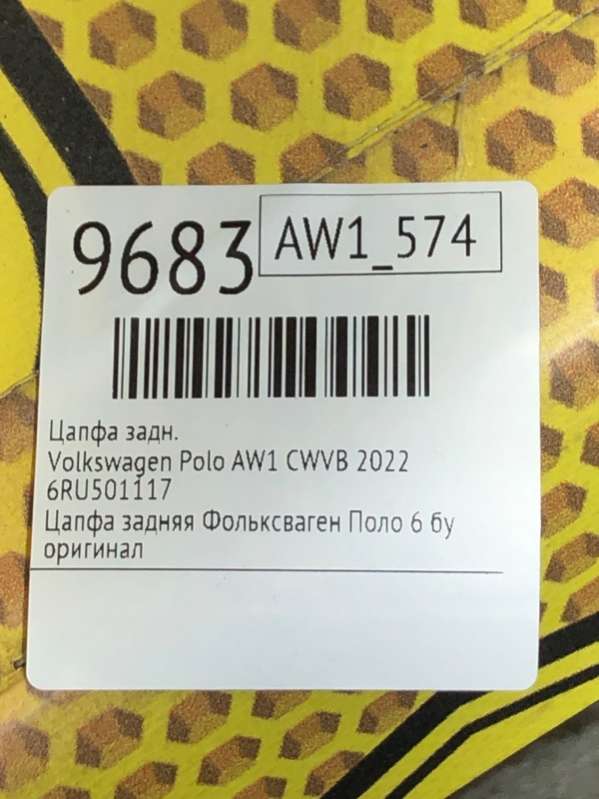 9683
AW1_574
Цапфа задн.
Volkswagen Polo AW1 CWVB 2022
6RU501117
Цапфа задняя Фольксваген Поло 6 бу
оригинал